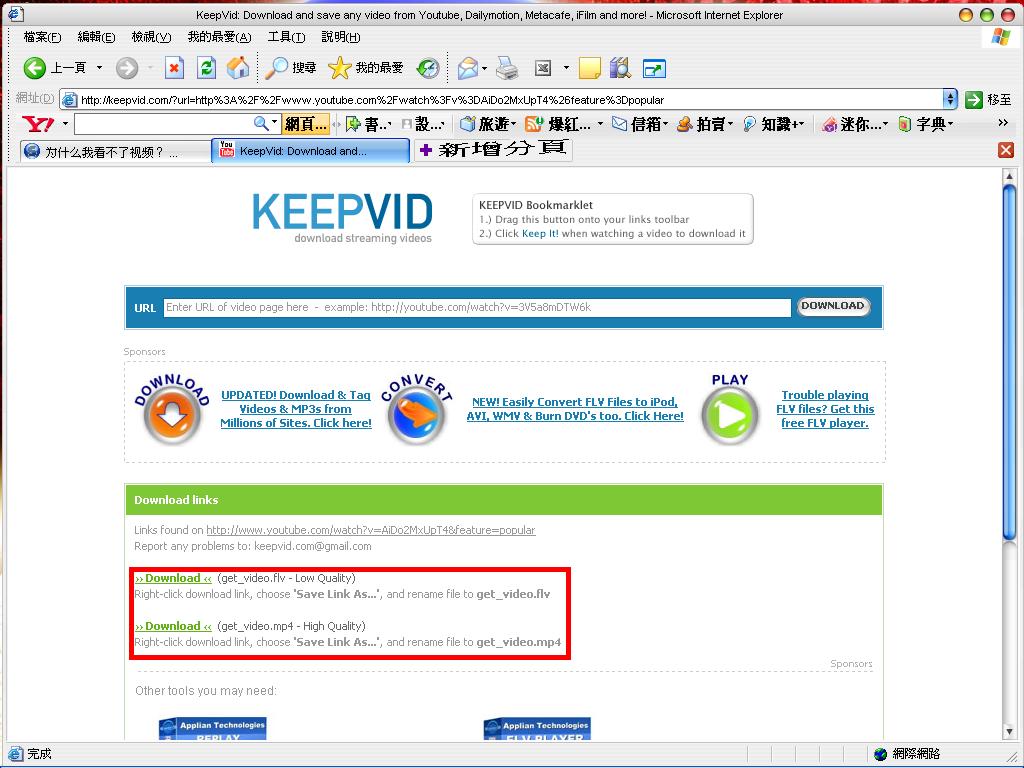 KeepVid: Download and save any video from Youtube, Dailymotion, Metacafe, iFilm and more! - Microsoft Internet Explorer
檔案(F) 編輯(E) 檢視(V) 我的最愛(A) 工具(T) 說明(H)
上一頁 搜尋 我的最愛
網址(D) http://keepvid.com/?url=http%3A%2F%2Fwww.youtube.com%2Fwatch%3Fv%3DAiDo2MxUpT4%26feature%3Dpopular 移至
Y! 網頁... 書.. 設... 旅遊 爆紅... 信箱 拍賣 知識+ 迷你... 字典 »
为什么我看不了视频？ ... You Tube KeepVid: Download and... 新增分頁
KEEPVID
download streaming videos
KEEPVID Bookmarklet
1.) Drag this button onto your links toolbar
2.) Click Keep It! when watching a video to download it
URL Enter URL of video page here - example: http://youtube.com/watch?v=3V5a8mDTW6k DOWNLOAD
Sponsors
DOWNLOAD
UPDATED! Download & Tag
Videos & MP3s from
Millions of Sites. Click here!
CONVERT
NEW! Easily Convert FLV Files to iPod,
AVI, WMV & Burn DVD's too. Click Here!
PLAY
Trouble playing
FLV files? Get this
free FLV player.
Download links
Links found on http://www.youtube.com/watch?v=AiDo2MxUpT4&feature=popular
Report any problems to: keepvid.com@gmail.com
»Download« (get_video.flv - Low Quality)
Right-click download link, choose 'Save Link As...', and rename file to get_video.flv
»Download« (get_video.mp4 - High Quality)
Right-click download link, choose 'Save Link As...', and rename file to get_video.mp4
Sponsors
Other tools you may need:
Applian Technologies
REPLAY
Applian Technologies
FLV PLAYER
完成 網際網路